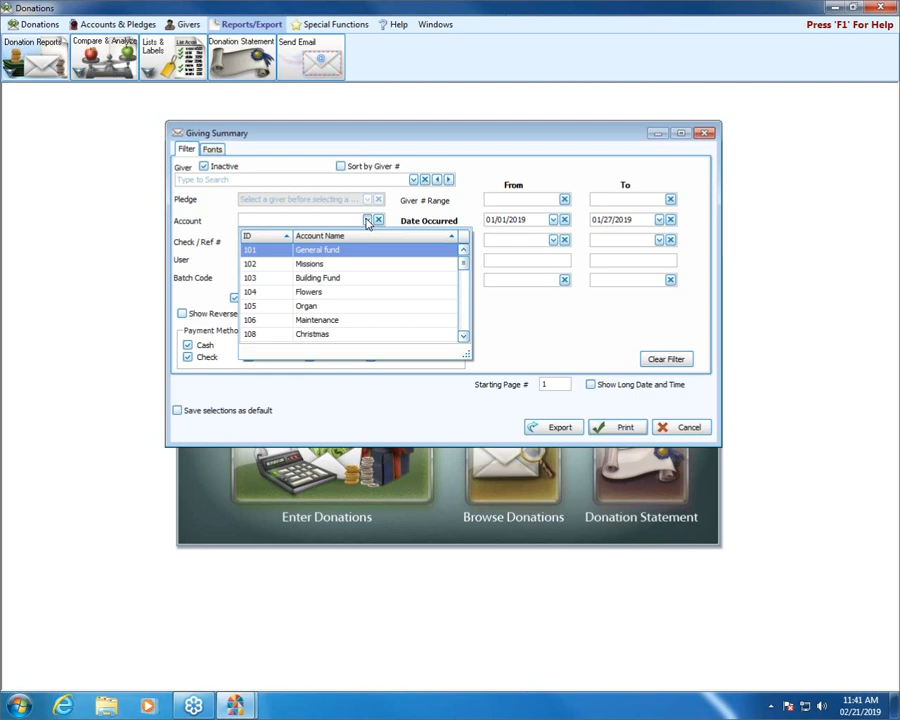 Donations
Donations Accounts & Pledges Givers Reports/Export Special Functions Help Windows Press 'F1' For Help
Donation Reports Compare & Analyze Lists & Labels Donation Statement Send Email
Giving Summary
Filter Fonts
Giver Inactive Sort by Giver #
Type to Search From To
Pledge Select a giver before selecting a ... Giver # Range
Account Date Occurred 01/01/2019 01/27/2019
ID Account Name
Check / Ref #
101 General fund
User
102 Missions
Batch Code
103 Building Fund
104 Flowers
105 Organ
Show Reverse
106 Maintenance
Payment Metho
108 Christmas
Cash
Check
Clear Filter
Starting Page # 1 Show Long Date and Time
Save selections as default
Export Print Cancel
Enter Donations Browse Donations Donation Statement
11:41 AM
02/21/2019